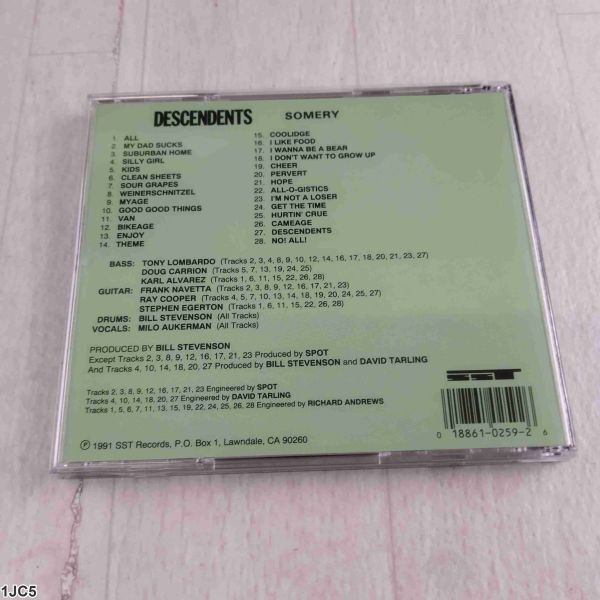 DESCENDENTS SOMERY
1. ALL
2. MY DAD SUCKS
3. SUBURBAN HOME
4. SILLY GIRL
5. KIDS
6. CLEAN SHEETS
7. SOUR GRAPES
8. WEINERSCHNITZEL
9. MYAGE
10. GOOD GOOD THINGS
11. VAN
12. BIKEAGE
13. ENJOY
14. THEME
15. COOLIDGE
16. I LIKE FOOD
17. I WANNA BE A BEAR
18. I DON'T WANT TO GROW UP
19. CHEER
20. PERVERT
21. HOPE
22. ALL-O-GISTICS
23. I'M NOT A LOSER
24. GET THE TIME
25. HURTIN' CRUE
26. CAMEAGE
27. DESCENDENTS
28. NO! ALL!
BASS: TONY LOMBARDO (Tracks 2, 3, 4, 8, 9, 10, 12, 14, 16, 17, 18, 20, 21, 23, 27)
DOUG CARRION (Tracks 5, 7, 13, 19, 24, 25)
KARL ALVAREZ (Tracks 1, 6, 11, 15, 22, 26, 28)
GUITAR: FRANK NAVETTA (Tracks 2, 3, 8, 9, 12, 16, 17, 21, 23)
RAY COOPER (Tracks 4, 5, 7, 10, 13, 14, 18, 19, 20, 24, 25, 27)
STEPHEN EGERTON (Tracks 1, 6, 11, 15, 22, 26, 28)
DRUMS: BILL STEVENSON (All Tracks)
VOCALS: MILO AUKERMAN (All Tracks)
PRODUCED BY BILL STEVENSON
Except Tracks 2, 3, 8, 9, 12, 16, 17, 21, 23 Produced by SPOT
And Tracks 4, 10, 14, 18, 20, 27 Produced by BILL STEVENSON and DAVID TARLING
Tracks 2, 3, 8, 9, 12, 16, 17, 21, 23 Engineered by SPOT
Tracks 4, 10, 14, 18, 20, 27 Engineered by DAVID TARLING
Tracks 1, 5, 6, 7, 11, 13, 15, 19, 22, 24, 25, 26, 28 Engineered by RICHARD ANDREWS
SST
℗ 1991 SST Records, P.O. Box 1, Lawndale, CA 90260
0 18861-0259-2 6
1JC5